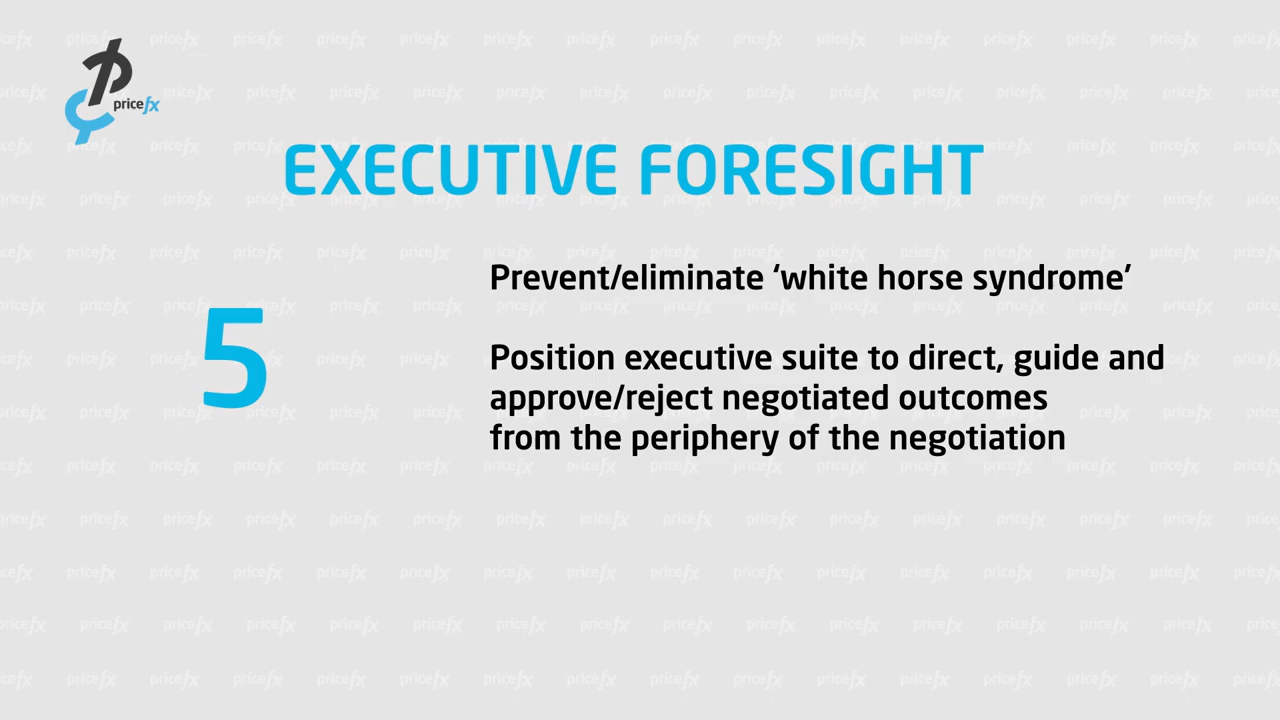 pricefx
EXECUTIVE FORESIGHT
5
Prevent/eliminate ‘white horse syndrome’
Position executive suite to direct, guide and
approve/reject negotiated outcomes
from the periphery of the negotiation